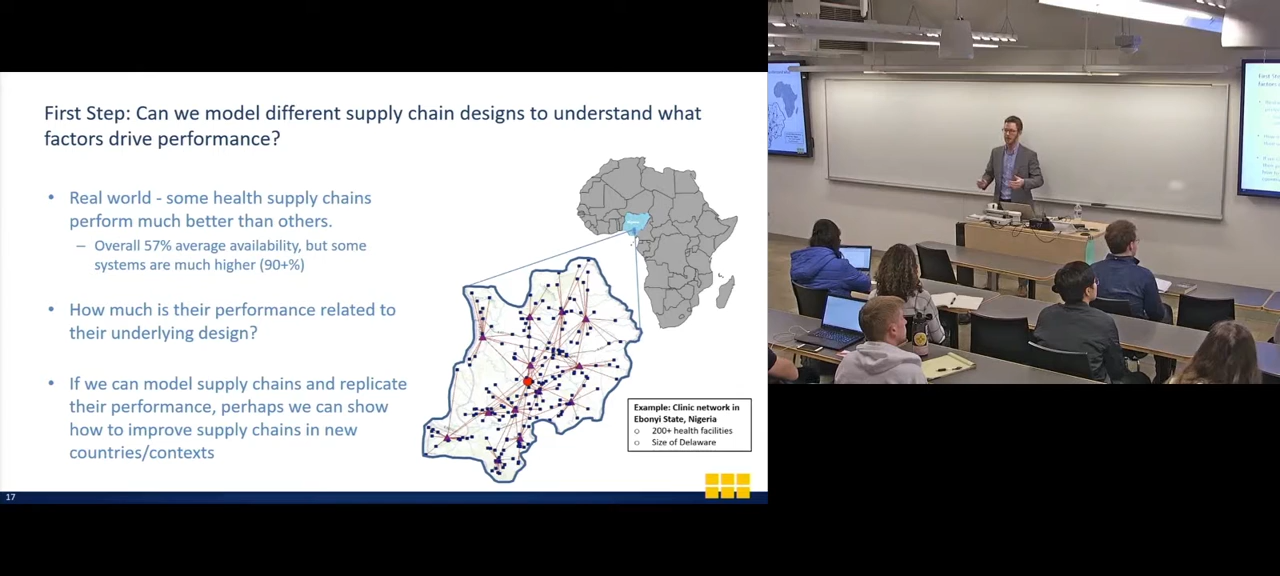 First Step: Can we model different supply chain designs to understand what
factors drive performance?
• Real world - some health supply chains
perform much better than others.
– Overall 57% average availability, but some
systems are much higher (90+%)
• How much is their performance related to
their underlying design?
• If we can model supply chains and replicate
their performance, perhaps we can show
how to improve supply chains in new
countries/contexts
Example: Clinic network in
Ebonyi State, Nigeria
o 200+ health facilities
o Size of Delaware
17